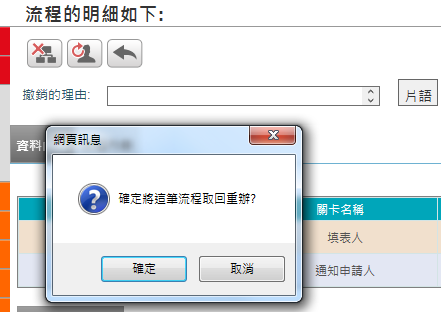 流程的明細如下:
撤銷的理由:
片語
資料
網頁訊息
確定將這筆流程取回重辦?
確定
取消
關卡名稱
填表人
通知申請人